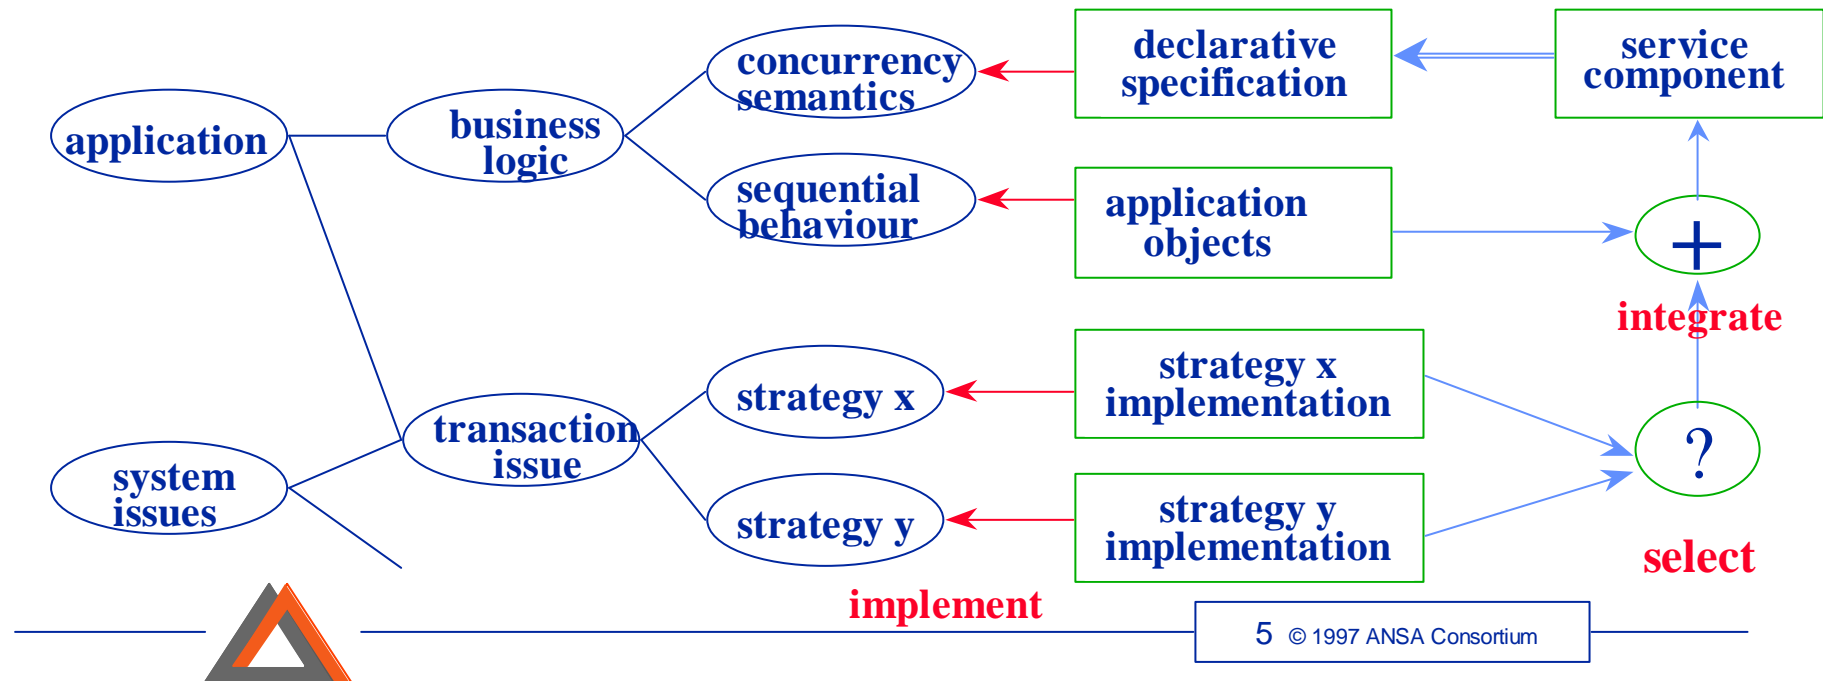 application
system
issues
business
logic
transaction
issue
concurrency
semantics
sequential
behaviour
strategy x
strategy y
implement
declarative
specification
application
objects
strategy x
implementation
strategy y
implementation
service
component
+
integrate
?
select
5 © 1997 ANSA Consortium